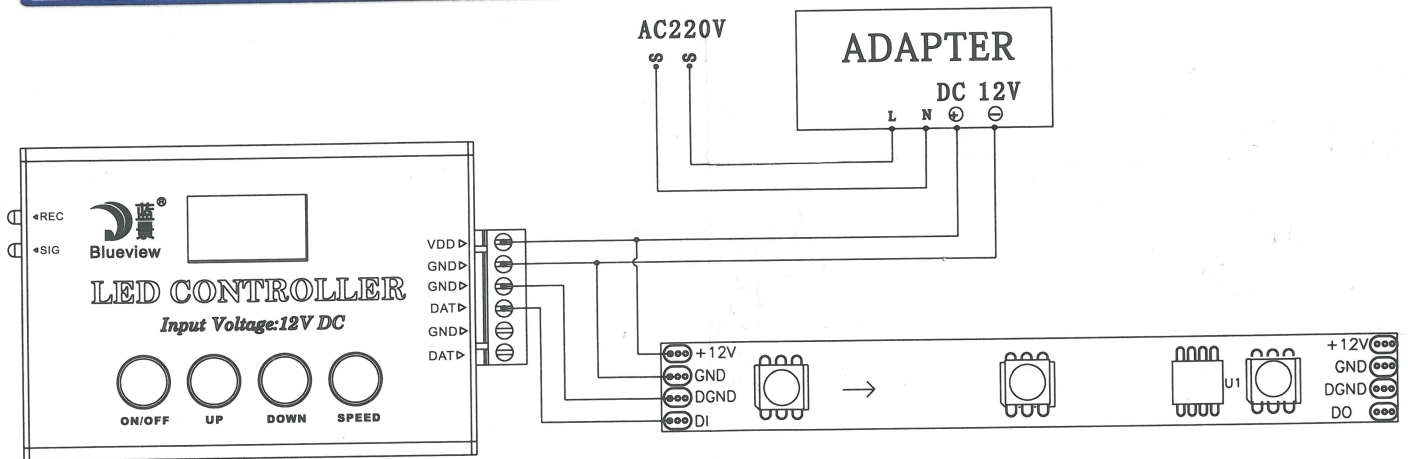 AC220V
S S
ADAPTER
DC 12V
L N + −
REC
SIG
蓝景®
Blueview
LED CONTROLLER
Input Voltage:12V DC
ON/OFF UP DOWN SPEED
VDD
GND
GND
DAT
GND
DAT
+12V
GND
DGND
DI
U1
+12V
GND
DGND
DO